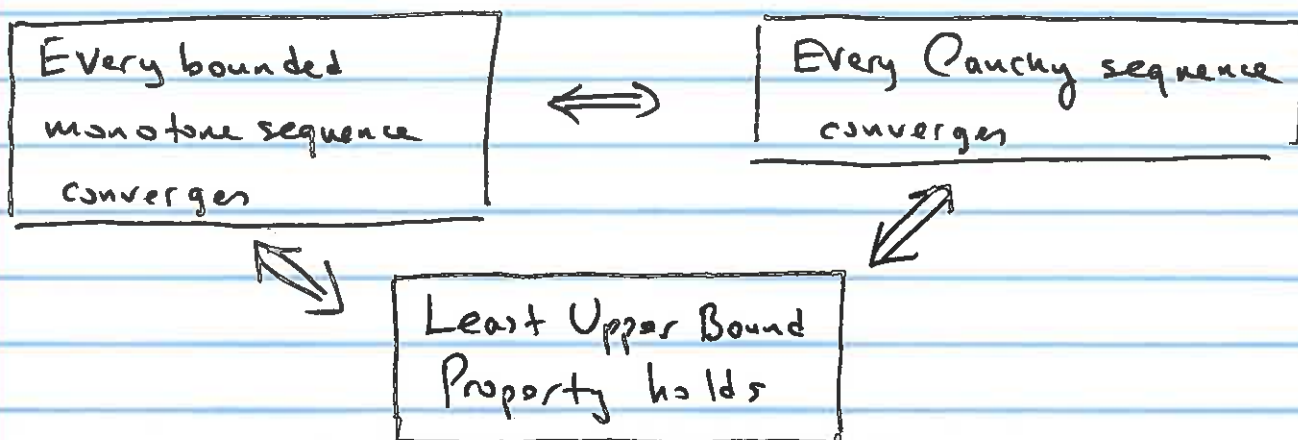 Every bounded
monotone sequence
converges
⟺
Every Cauchy sequence
converges
⟺
⟺
Least Upper Bound
Property holds